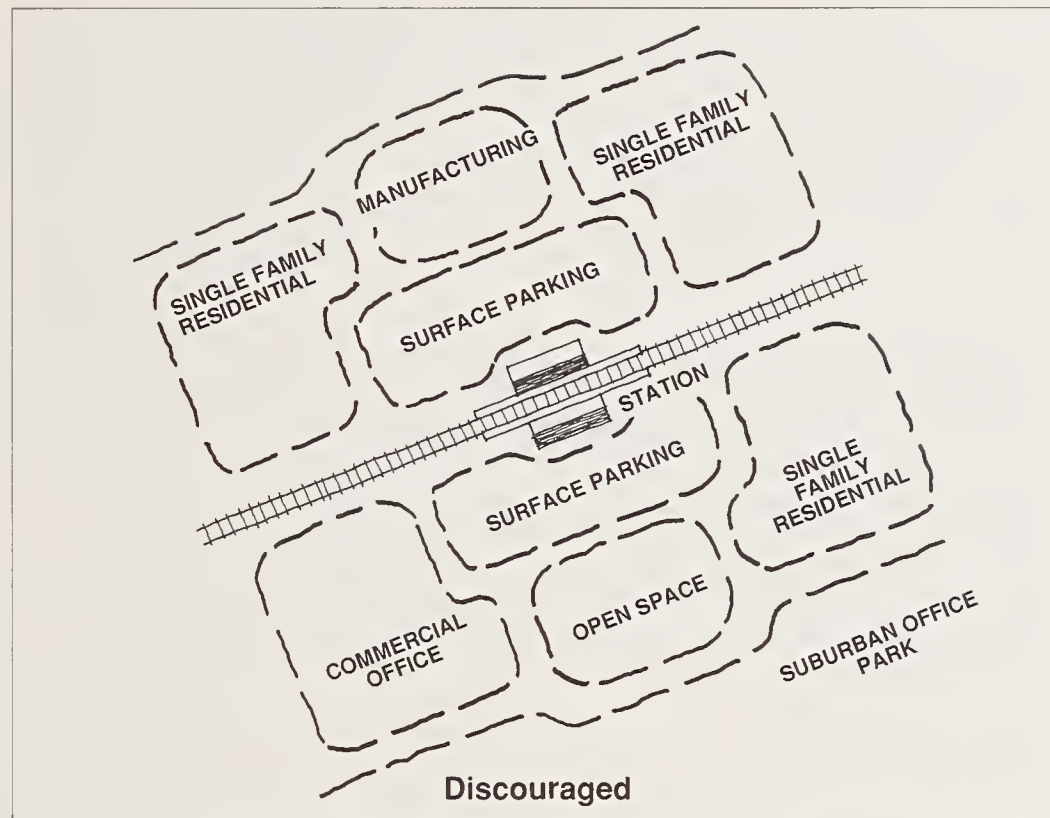 MANUFACTURING
SINGLE FAMILY
RESIDENTIAL
SINGLE FAMILY
RESIDENTIAL
SURFACE PARKING
STATION
SURFACE PARKING
SINGLE
FAMILY
RESIDENTIAL
COMMERCIAL
OFFICE
OPEN SPACE
SUBURBAN OFFICE
PARK
Discouraged